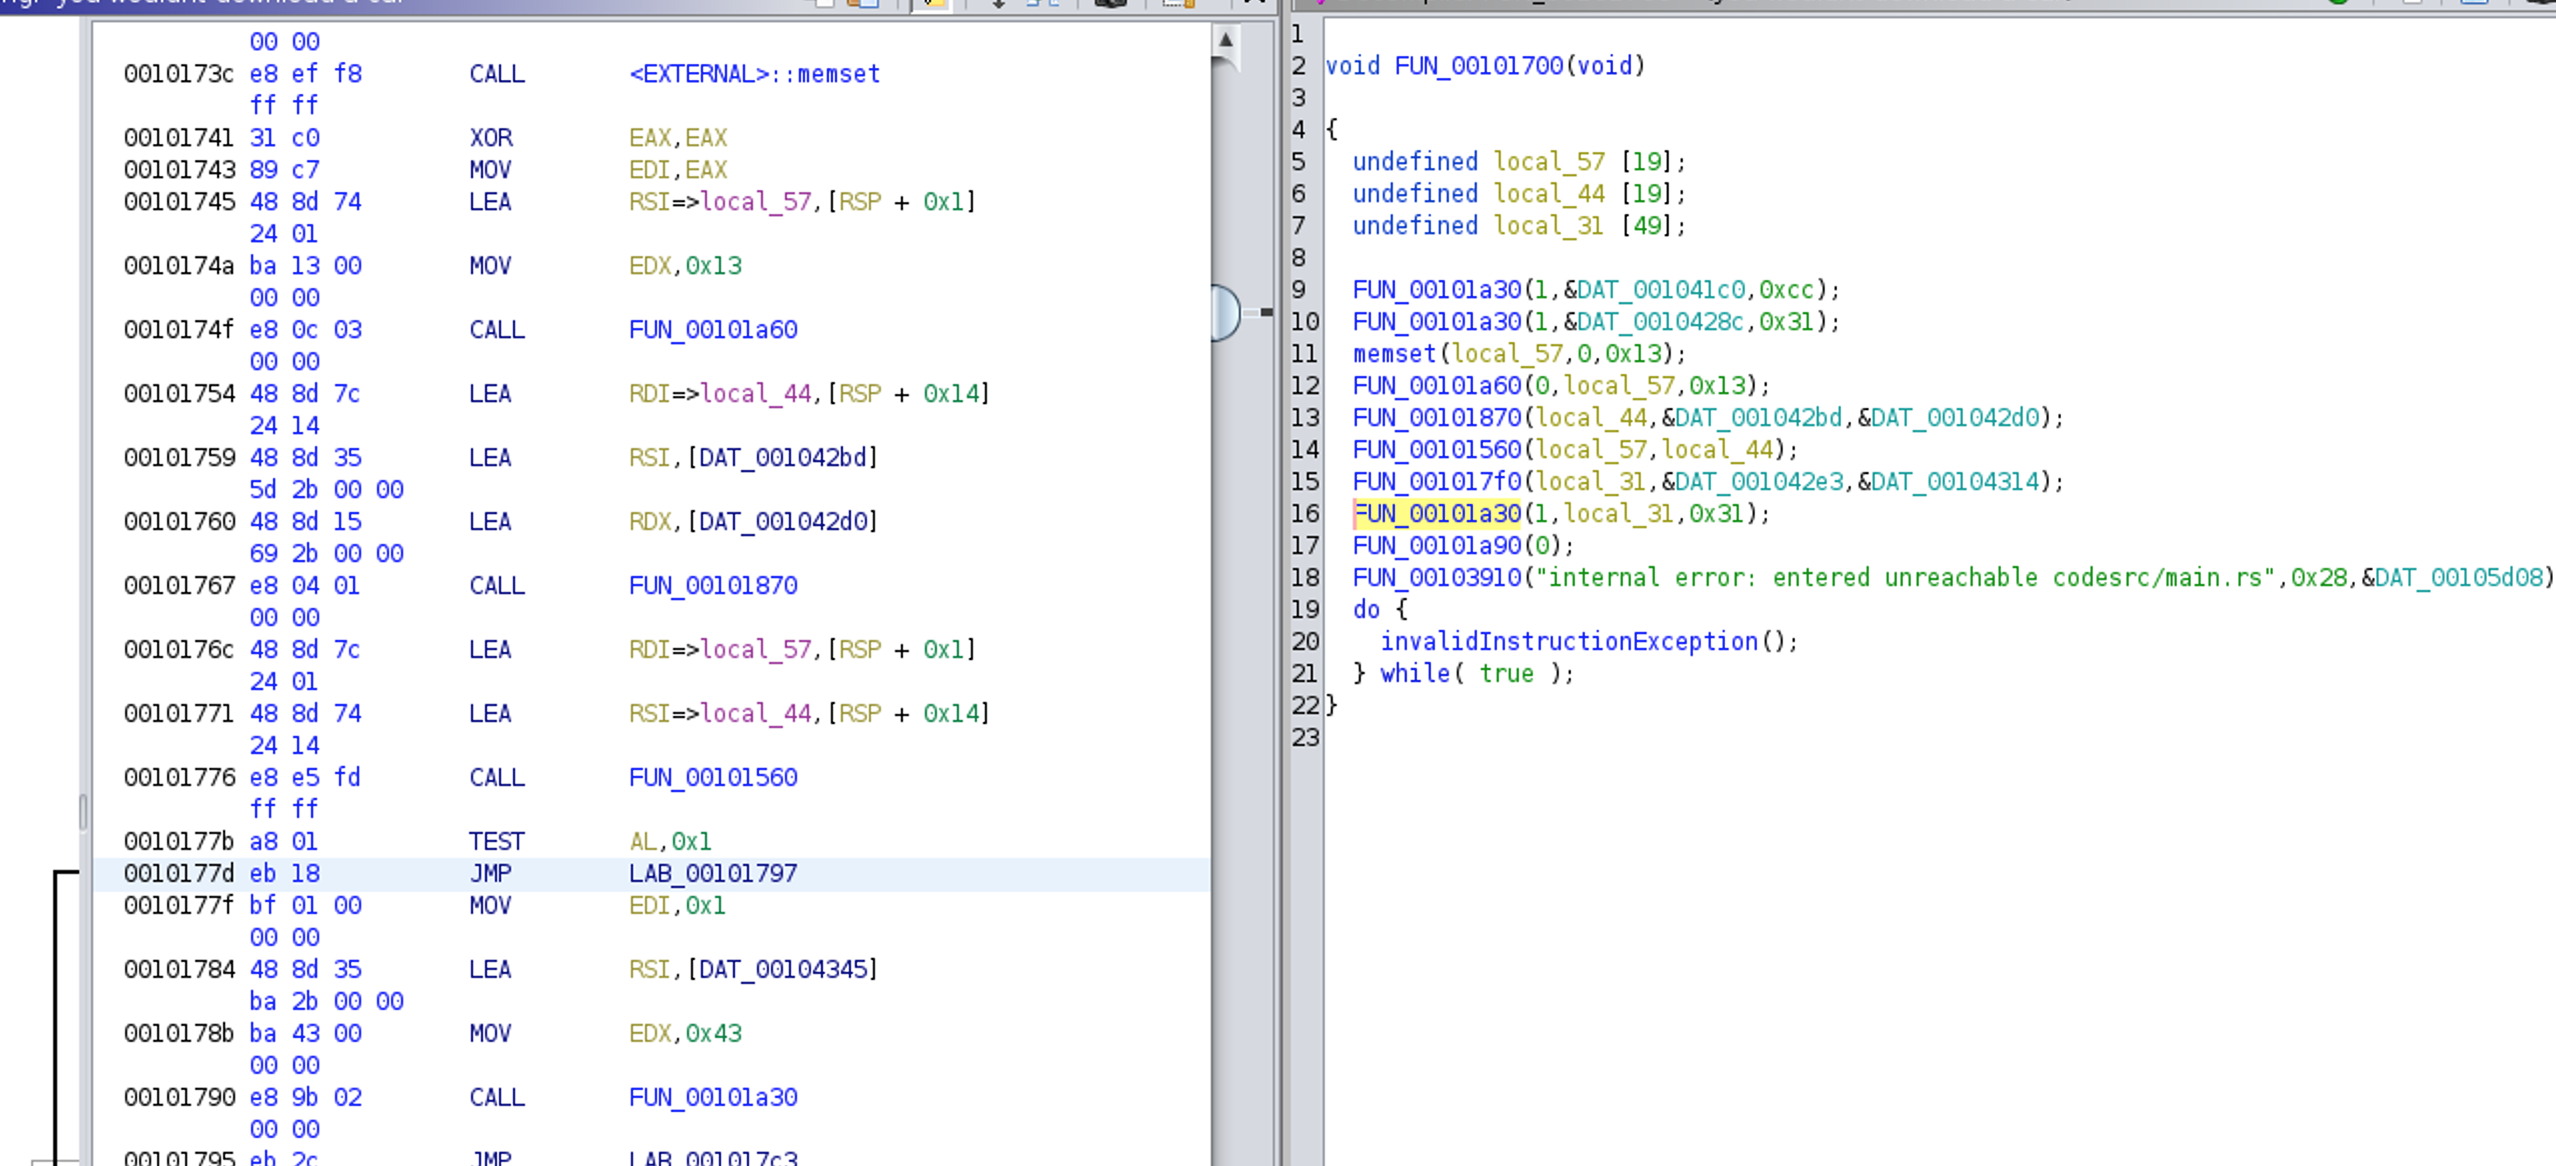 you wouldnt download a car
00 00
0010173c e8 ef f8 CALL <EXTERNAL>::memset
ff ff
00101741 31 c0 XOR EAX,EAX
00101743 89 c7 MOV EDI,EAX
00101745 48 8d 74 LEA RSI=>local_57,[RSP + 0x1]
24 01
0010174a ba 13 00 MOV EDX,0x13
00 00
0010174f e8 0c 03 CALL FUN_00101a60
00 00
00101754 48 8d 7c LEA RDI=>local_44,[RSP + 0x14]
24 14
00101759 48 8d 35 LEA RSI,[DAT_001042bd]
5d 2b 00 00
00101760 48 8d 15 LEA RDX,[DAT_001042d0]
69 2b 00 00
00101767 e8 04 01 CALL FUN_00101870
00 00
0010176c 48 8d 7c LEA RDI=>local_57,[RSP + 0x1]
24 01
00101771 48 8d 74 LEA RSI=>local_44,[RSP + 0x14]
24 14
00101776 e8 e5 fd CALL FUN_00101560
ff ff
0010177b a8 01 TEST AL,0x1
0010177d eb 18 JMP LAB_00101797
0010177f bf 01 00 MOV EDI,0x1
00 00
00101784 48 8d 35 LEA RSI,[DAT_00104345]
ba 2b 00 00
0010178b ba 43 00 MOV EDX,0x43
00 00
00101790 e8 9b 02 CALL FUN_00101a30
00 00
00101795 eb 2c JMP LAB_001017c3
1
2 void FUN_00101700(void)
3
4 {
5 undefined local_57 [19];
6 undefined local_44 [19];
7 undefined local_31 [49];
8
9 FUN_00101a30(1,&DAT_001041c0,0xcc);
10 FUN_00101a30(1,&DAT_0010428c,0x31);
11 memset(local_57,0,0x13);
12 FUN_00101a60(0,local_57,0x13);
13 FUN_00101870(local_44,&DAT_001042bd,&DAT_001042d0);
14 FUN_00101560(local_57,local_44);
15 FUN_001017f0(local_31,&DAT_001042e3,&DAT_00104314);
16 FUN_00101a30(1,local_31,0x31);
17 FUN_00101a90(0);
18 FUN_00103910("internal error: entered unreachable codesrc/main.rs",0x28,&DAT_00105d08)
19 do {
20 invalidInstructionException();
21 } while( true );
22 }
23